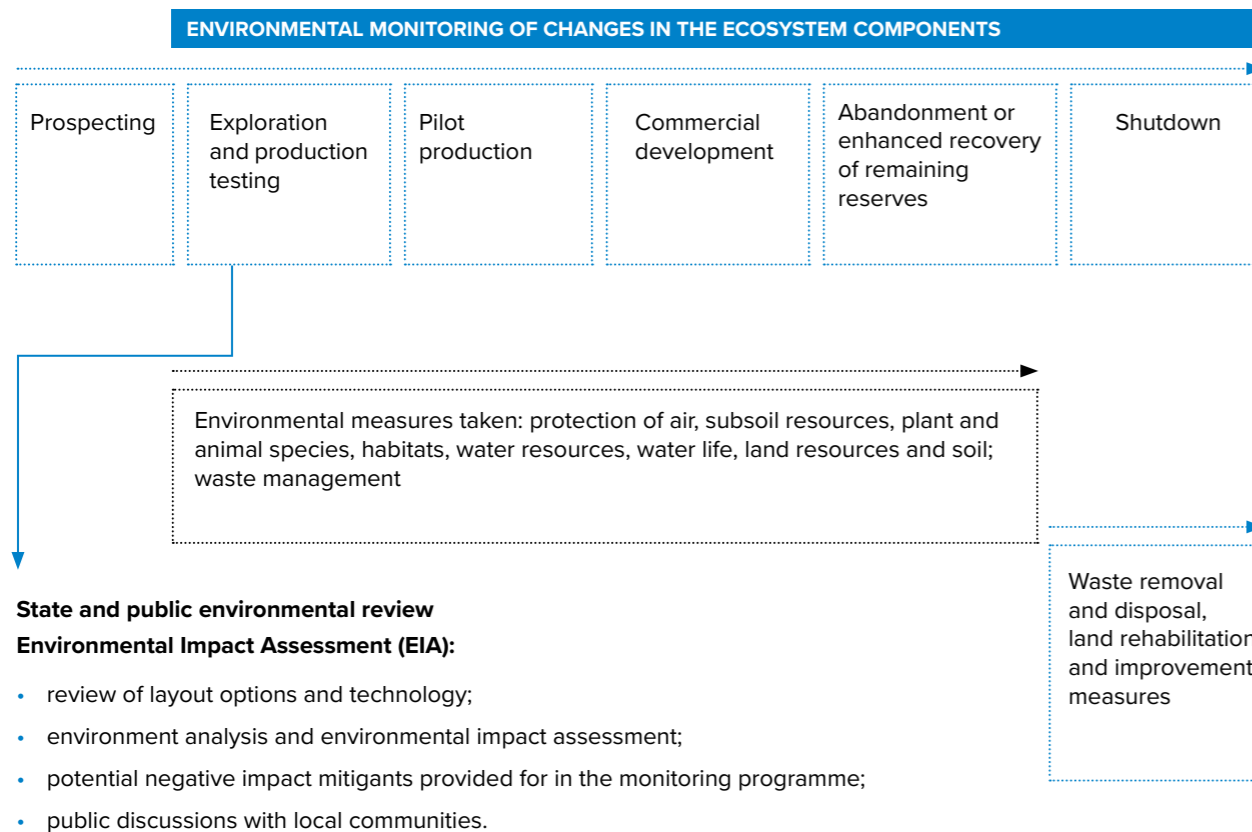 ENVIRONMENTAL MONITORING OF CHANGES IN THE ECOSYSTEM COMPONENTS
Prospecting
Exploration
and production
testing
Pilot
production
Commercial
development
Abandonment or
enhanced recovery
of remaining
reserves
Shutdown
Environmental measures taken: protection of air, subsoil resources, plant and
animal species, habitats, water resources, water life, land resources and soil;
waste management
Waste removal
and disposal,
land rehabilitation
and improvement
measures
State and public environmental review
Environmental Impact Assessment (EIA):
• review of layout options and technology;
• environment analysis and environmental impact assessment;
• potential negative impact mitigants provided for in the monitoring programme;
• public discussions with local communities.